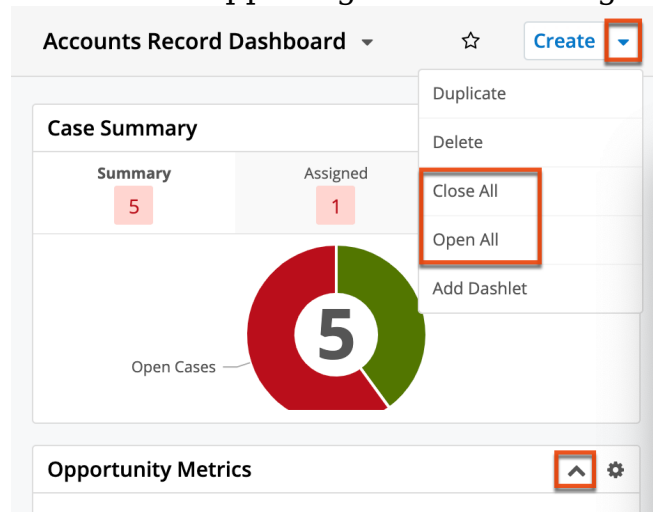 Accounts Record Dashboard
Create
Duplicate
Case Summary
Delete
Summary
Assigned
5
1
Close All
Open All
Add Dashlet
5
Open Cases
Opportunity Metrics